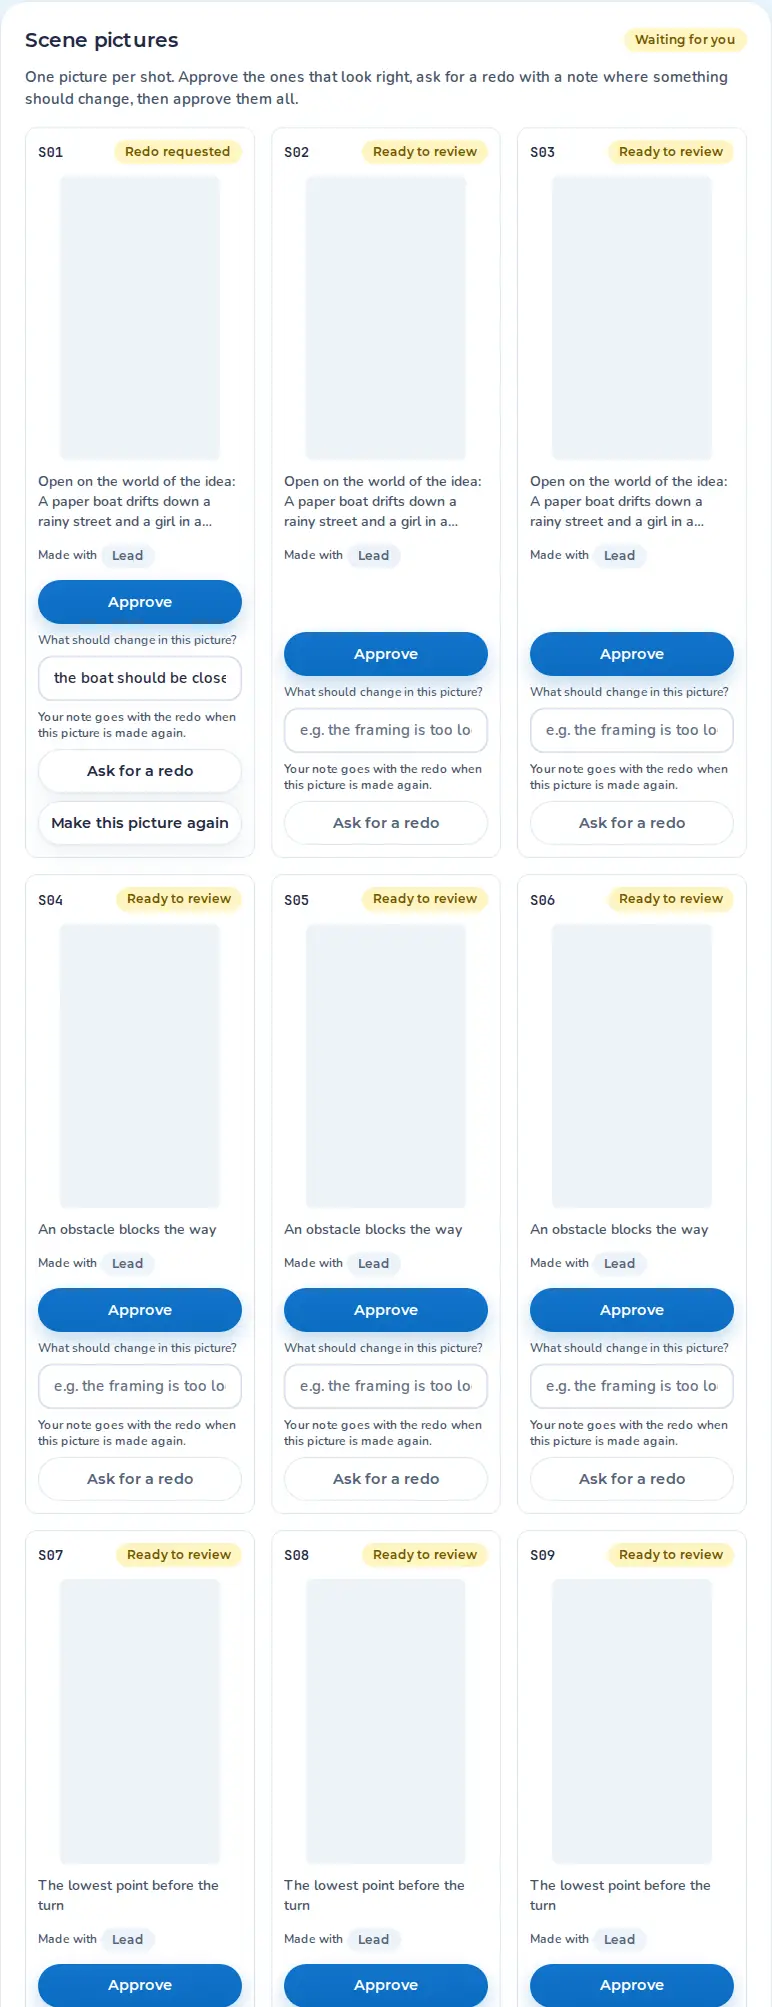 Scene pictures
Waiting for you
One picture per shot. Approve the ones that look right, ask for a redo with a note where something
should change, then approve them all.
S01
Redo requested
Open on the world of the idea:
A paper boat drifts down a
rainy street and a girl in a...
Made with Lead
Approve
What should change in this picture?
the boat should be close
Your note goes with the redo when
this picture is made again.
Ask for a redo
Make this picture again
S02
Ready to review
Open on the world of the idea:
A paper boat drifts down a
rainy street and a girl in a...
Made with Lead
Approve
What should change in this picture?
e.g. the framing is too lo
Your note goes with the redo when
this picture is made again.
Ask for a redo
S03
Ready to review
Open on the world of the idea:
A paper boat drifts down a
rainy street and a girl in a...
Made with Lead
Approve
What should change in this picture?
e.g. the framing is too lo
Your note goes with the redo when
this picture is made again.
Ask for a redo
S04
Ready to review
An obstacle blocks the way
Made with Lead
Approve
What should change in this picture?
e.g. the framing is too lo
Your note goes with the redo when
this picture is made again.
Ask for a redo
S05
Ready to review
An obstacle blocks the way
Made with Lead
Approve
What should change in this picture?
e.g. the framing is too lo
Your note goes with the redo when
this picture is made again.
Ask for a redo
S06
Ready to review
An obstacle blocks the way
Made with Lead
Approve
What should change in this picture?
e.g. the framing is too lo
Your note goes with the redo when
this picture is made again.
Ask for a redo
S07
Ready to review
The lowest point before the
turn
Made with Lead
Approve
S08
Ready to review
The lowest point before the
turn
Made with Lead
Approve
S09
Ready to review
The lowest point before the
turn
Made with Lead
Approve